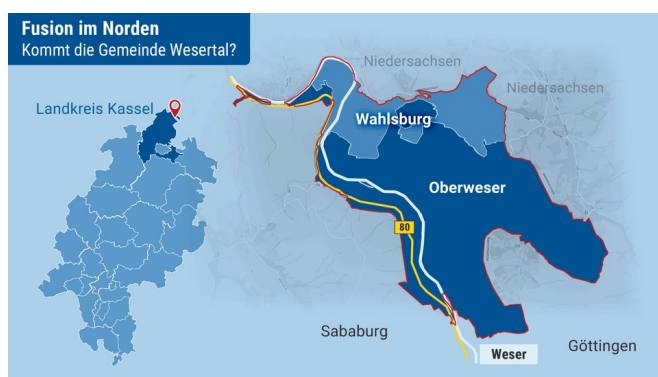 Fusion im Norden
Kommt die Gemeinde Wesertal?
Niedersachsen
Niedersachsen
Landkreis Kassel
Wahlsburg
Oberweser
80
Sababurg
Weser
Göttingen